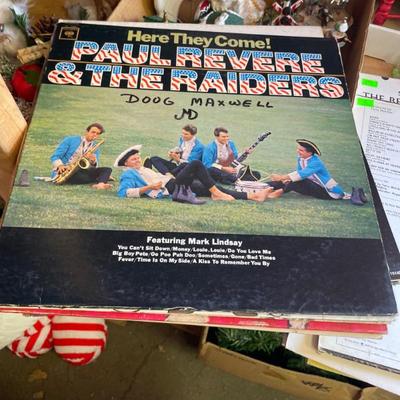 Here They Come!
PAUL REVERE
& THE RAIDERS
DOUG MAXWELL
Featuring Mark Lindsay
You Can't Sit Down/Money/Louie, Louie/Do You Love Me
Big Boy Pete/Oo Poo Pah Doo/Sometimes/Gone/Bad Times
Fever/Time Is On My Side/A Kiss To Remember You By
THE RE